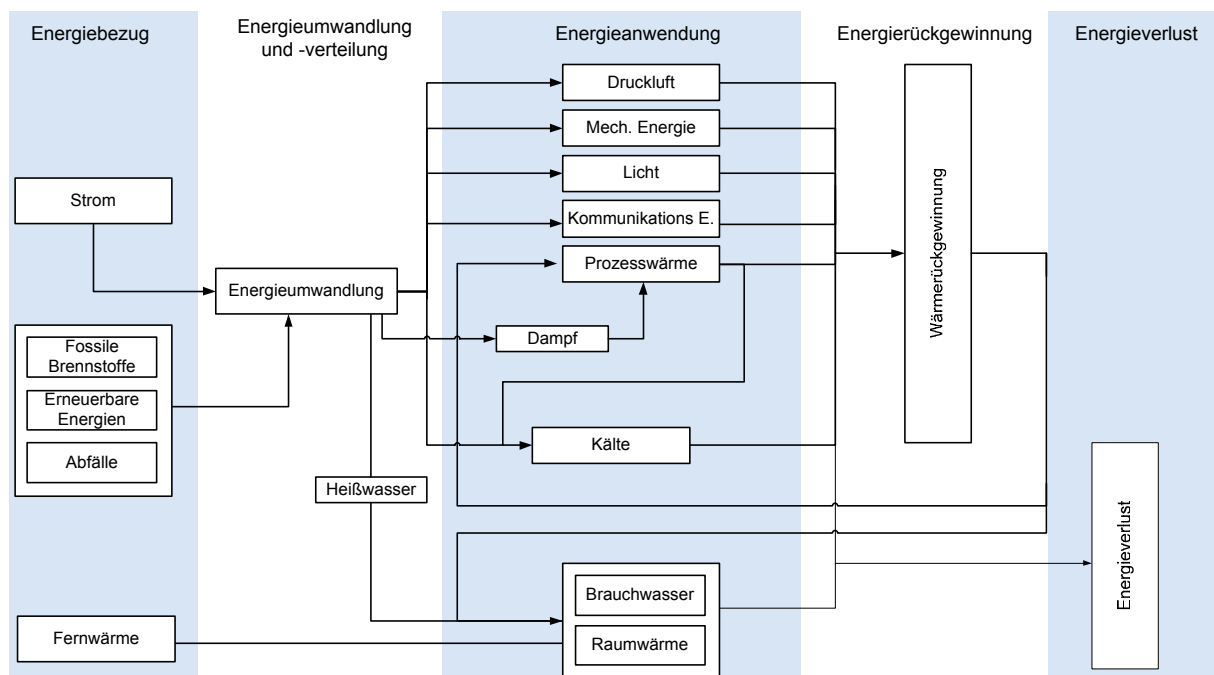 Energiebezug
Energieumwandlung
und -verteilung
Energieanwendung
Energierückgewinnung
Energieverlust
Druckluft
Mech. Energie
Licht
Kommunikations E.
Prozesswärme
Dampf
Kälte
Strom
Energieumwandlung
Fossile
Brennstoffe
Erneuerbare
Energien
Abfälle
Heißwasser
Fernwärme
Brauchwasser
Raumwärme
Wärmerückgewinnung
Energieverlust